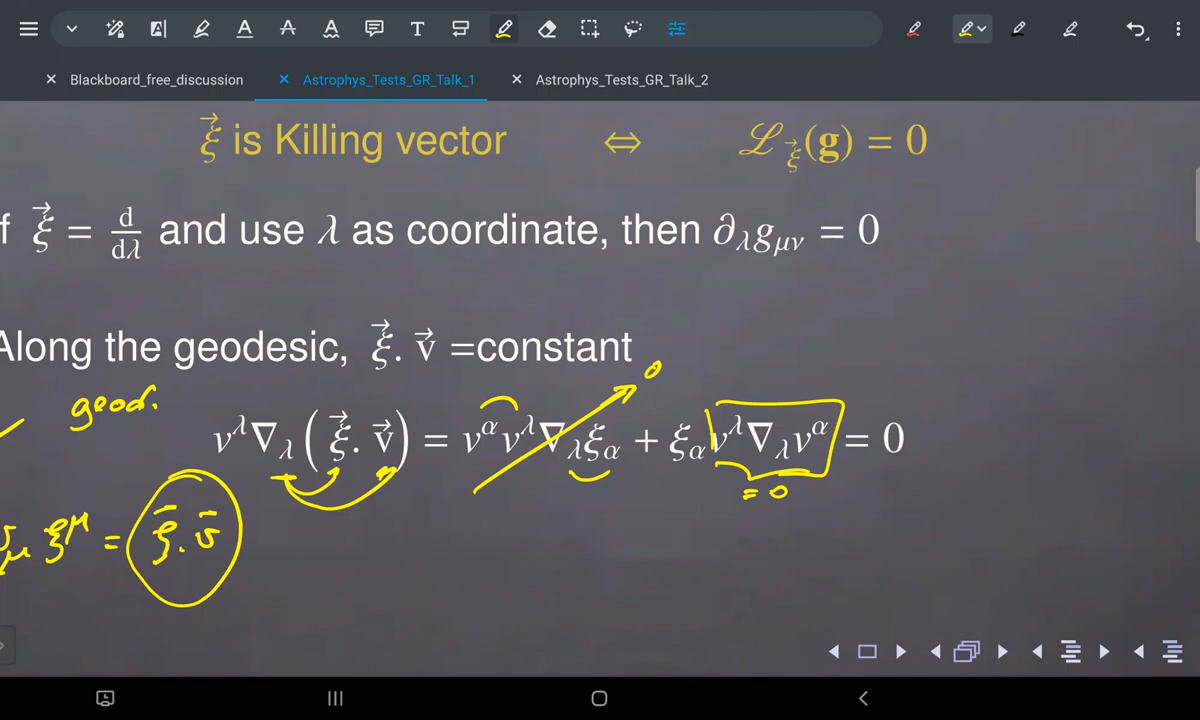 Blackboard_free_discussion Astrophys_Tests_GR_Talk_1 Astrophys_Tests_GR_Talk_2
ξ⃗ is Killing vector ⇔ ℒ_ξ⃗(g) = 0
f ξ⃗ = d/dλ and use λ as coordinate, then ∂_λ g_μν = 0
Along the geodesic, ξ⃗. v⃗ =constant
0
geod.
v^λ ∇_λ ( ξ⃗. v⃗ ) = v^α v^λ ∇_λ ξ_α + ξ_α v^λ ∇_λ v^α = 0
= 0
v_μ ξ^μ = ξ̄. v̄